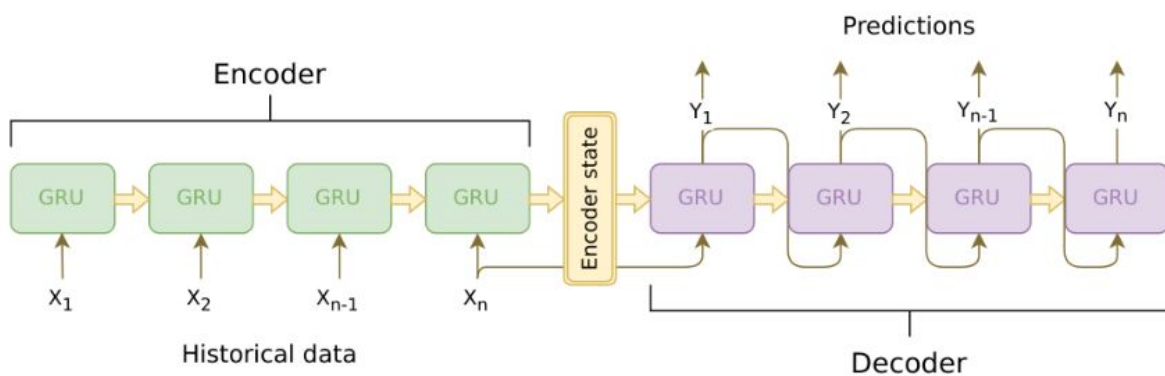 Predictions
Encoder
Y₁ Y₂ Yₙ₋₁ Yₙ
GRU GRU GRU GRU Encoder state GRU GRU GRU GRU
X₁ X₂ Xₙ₋₁ Xₙ
Historical data
Decoder